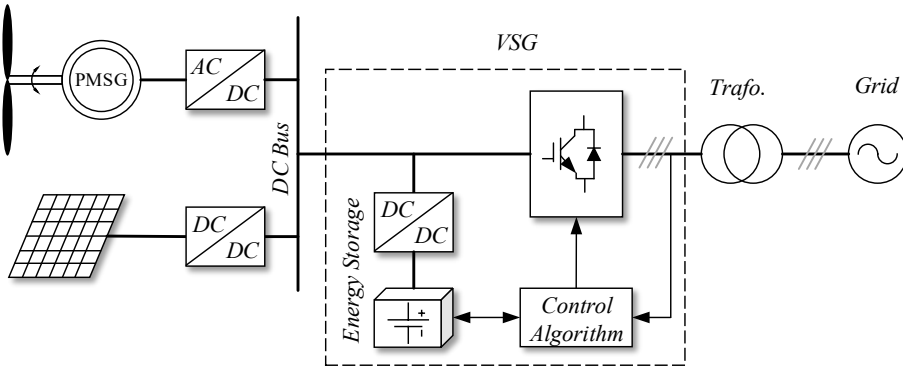 VSG
PMSG
AC
DC
Trafo.
Grid
DC Bus
DC
DC
DC
DC
Energy Storage
+
-
Control
Algorithm